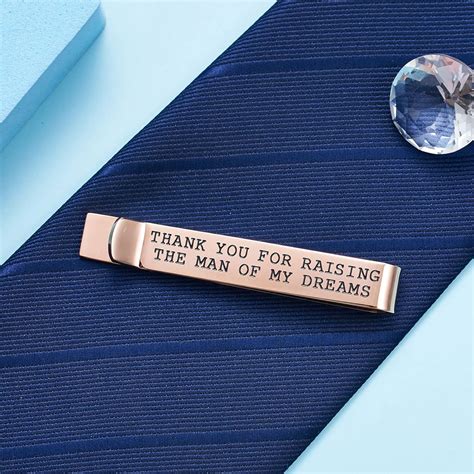 THANK YOU FOR RAISING
THE MAN OF MY DREAMS